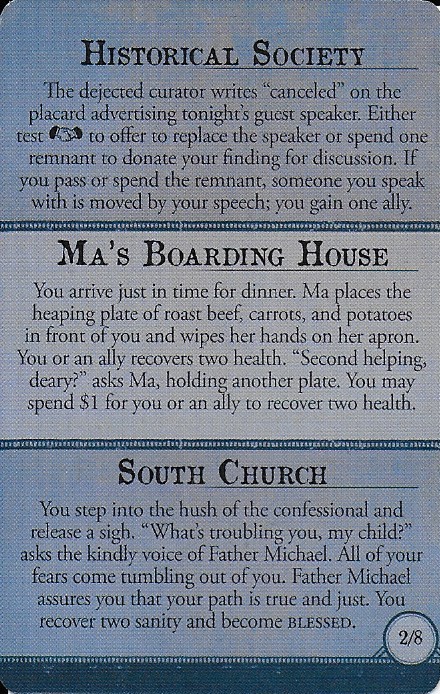 Historical Society
The dejected curator writes “canceled” on the
placard advertising tonight’s guest speaker. Either
test to offer to replace the speaker or spend one
remnant to donate your finding for discussion. If
you pass or spend the remnant, someone you speak
with is moved by your speech; you gain one ally.
Ma’s Boarding House
You arrive just in time for dinner. Ma places the
heaping plate of roast beef, carrots, and potatoes
in front of you and wipes her hands on her apron.
You or an ally recovers two health. “Second helping,
deary?” asks Ma, holding another plate. You may
spend $1 for you or an ally to recover two health.
South Church
You step into the hush of the confessional and
release a sigh. “What’s troubling you, my child?”
asks the kindly voice of Father Michael. All of your
fears come tumbling out of you. Father Michael
assures you that your path is true and just. You
recover two sanity and become BLESSED.
2/8